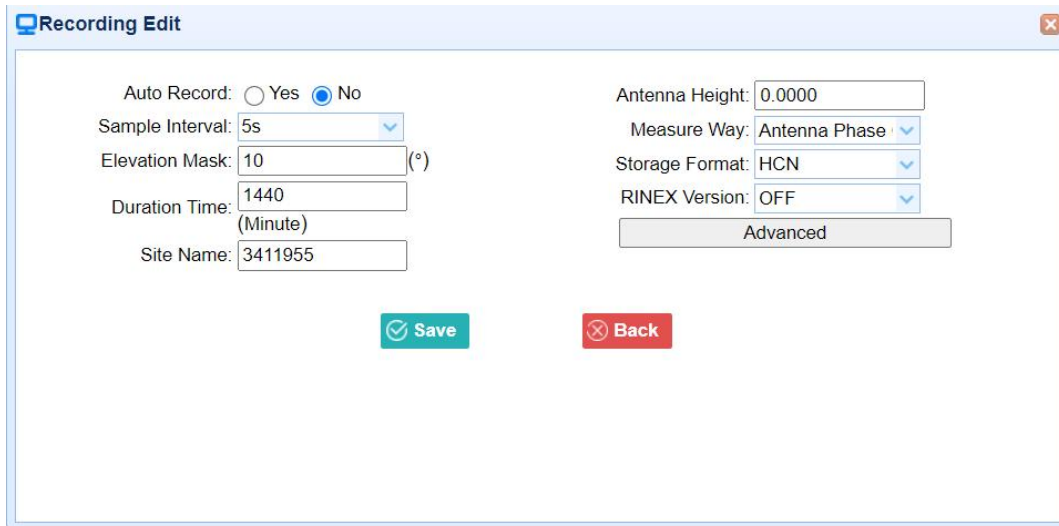 Recording Edit
Auto Record: Yes No
Sample Interval: 5s
Elevation Mask: 10 (°)
Duration Time: 1440
(Minute)
Site Name: 3411955
Antenna Height: 0.0000
Measure Way: Antenna Phase
Storage Format: HCN
RINEX Version: OFF
Advanced
Save
Back